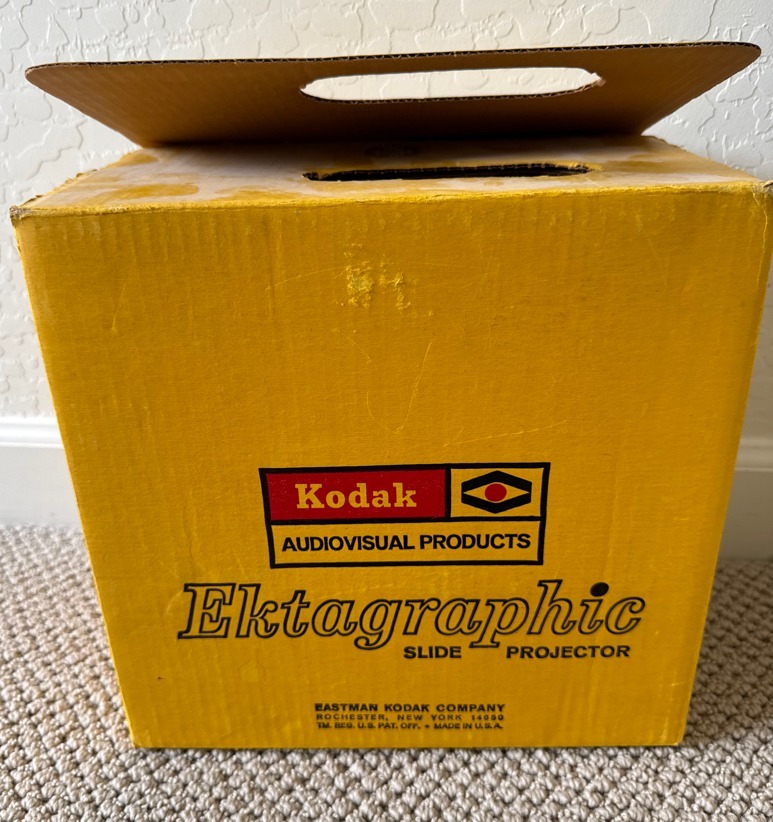 Kodak
AUDIOVISUAL PRODUCTS
Ektagraphic
SLIDE PROJECTOR
EASTMAN KODAK COMPANY
ROCHESTER, NEW YORK 14650
TM. REG. U.S. PAT. OFF. • MADE IN U.S.A.